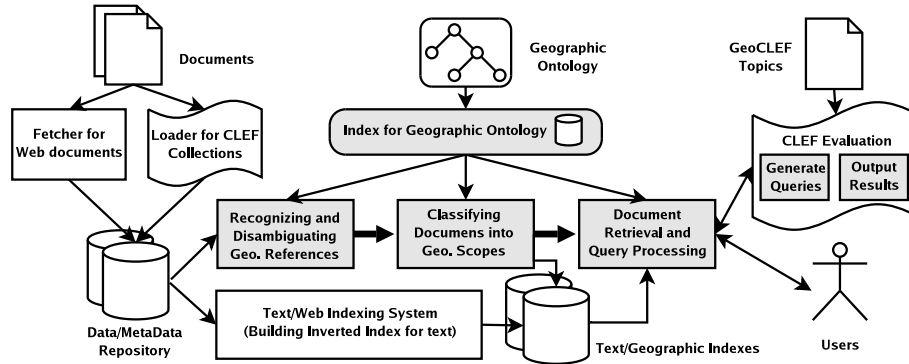 Documents
Geographic
Ontology
GeoCLEF
Topics
Fetcher for
Web documents
Loader for CLEF
Collections
Index for Geographic Ontology
CLEF Evaluation
Generate
Queries
Output
Results
Recognizing and
Disambiguating
Geo. References
Classifying
Documens into
Geo. Scopes
Document
Retrieval and
Query Processing
Text/Web Indexing System
(Building Inverted Index for text)
Data/MetaData
Repository
Text/Geographic Indexes
Users